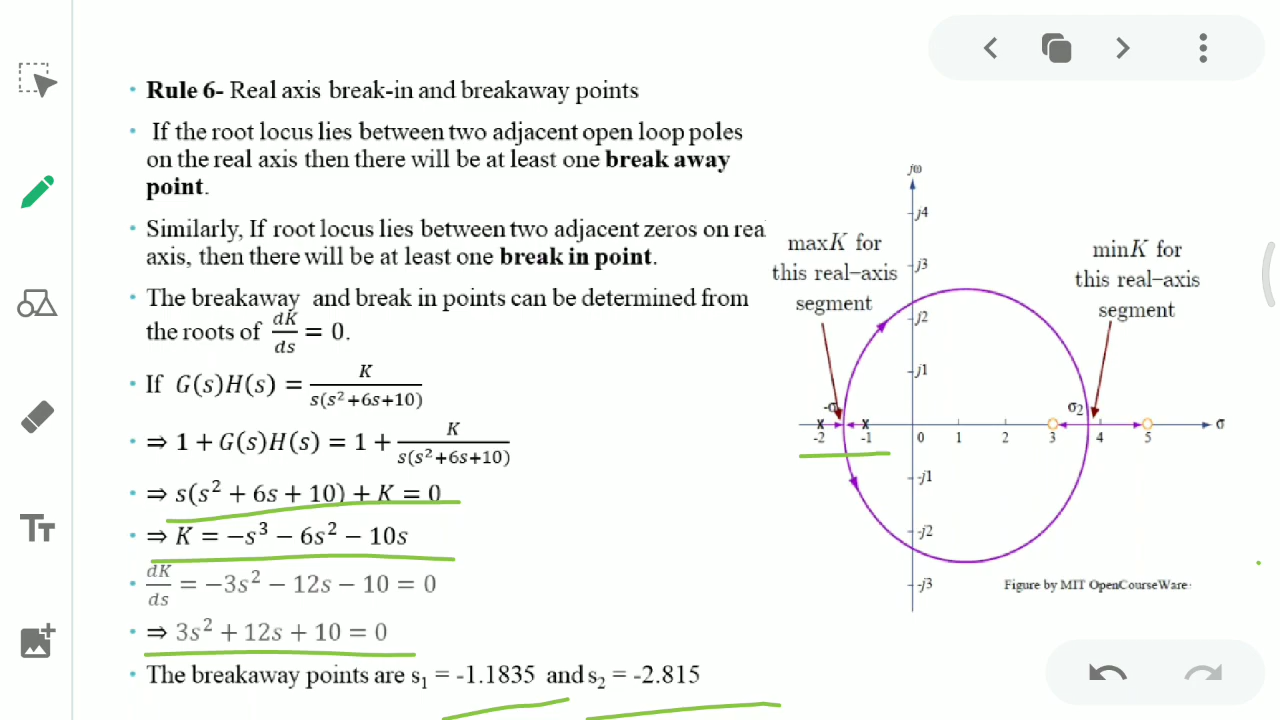 • Rule 6- Real axis break-in and breakaway points
• If the root locus lies between two adjacent open loop poles
on the real axis then there will be at least one break away
point.
• Similarly, If root locus lies between two adjacent zeros on rea
axis, then there will be at least one break in point.
• The breakaway and break in points can be determined from
the roots of dK/ds = 0.
• If G(s)H(s) = K/s(s²+6s+10)
• ⇒ 1 + G(s)H(s) = 1 + K/s(s²+6s+10)
• ⇒ s(s² + 6s + 10) + K = 0
• ⇒ K = −s³ − 6s² − 10s
• dK/ds = −3s² − 12s − 10 = 0
• ⇒ 3s² + 12s + 10 = 0
• The breakaway points are s₁ = -1.1835 and s₂ = -2.815
jω
j4
maxK for
this real−axis
segment
j3
minK for
this real−axis
segment
j2
j1
-σ
σ₂
σ
-2 -1 0 1 2 3 4 5
-j1
-j2
-j3
Figure by MIT OpenCourseWare
Tт